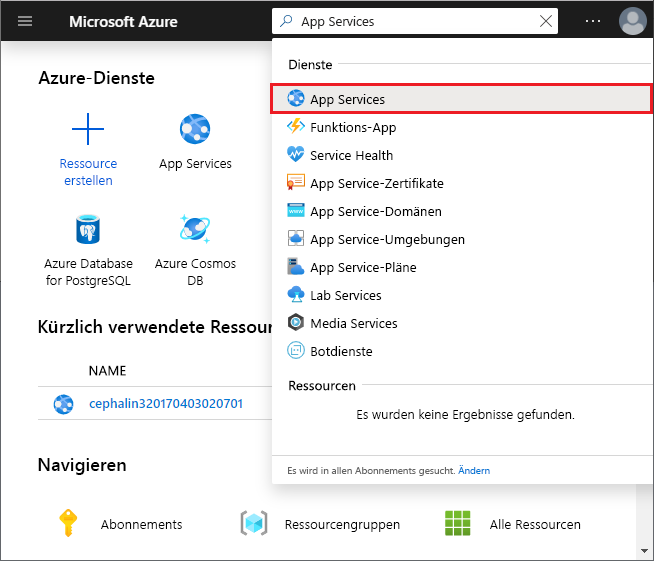 Microsoft Azure
App Services
Azure-Dienste
Ressource
erstellen
App Services
Azure Database
for PostgreSQL
Azure Cosmos
DB
Kürzlich verwendete Ressour
NAME
cephalin320170403020701
Navigieren
Abonnements
Ressourcengruppen
Alle Ressourcen
Dienste
App Services
Funktions-App
Service Health
App Service-Zertifikate
App Service-Domänen
App Service-Umgebungen
App Service-Pläne
Lab Services
Media Services
Botdienste
Ressourcen
Es wurden keine Ergebnisse gefunden.
Es wird in allen Abonnements gesucht. Ändern